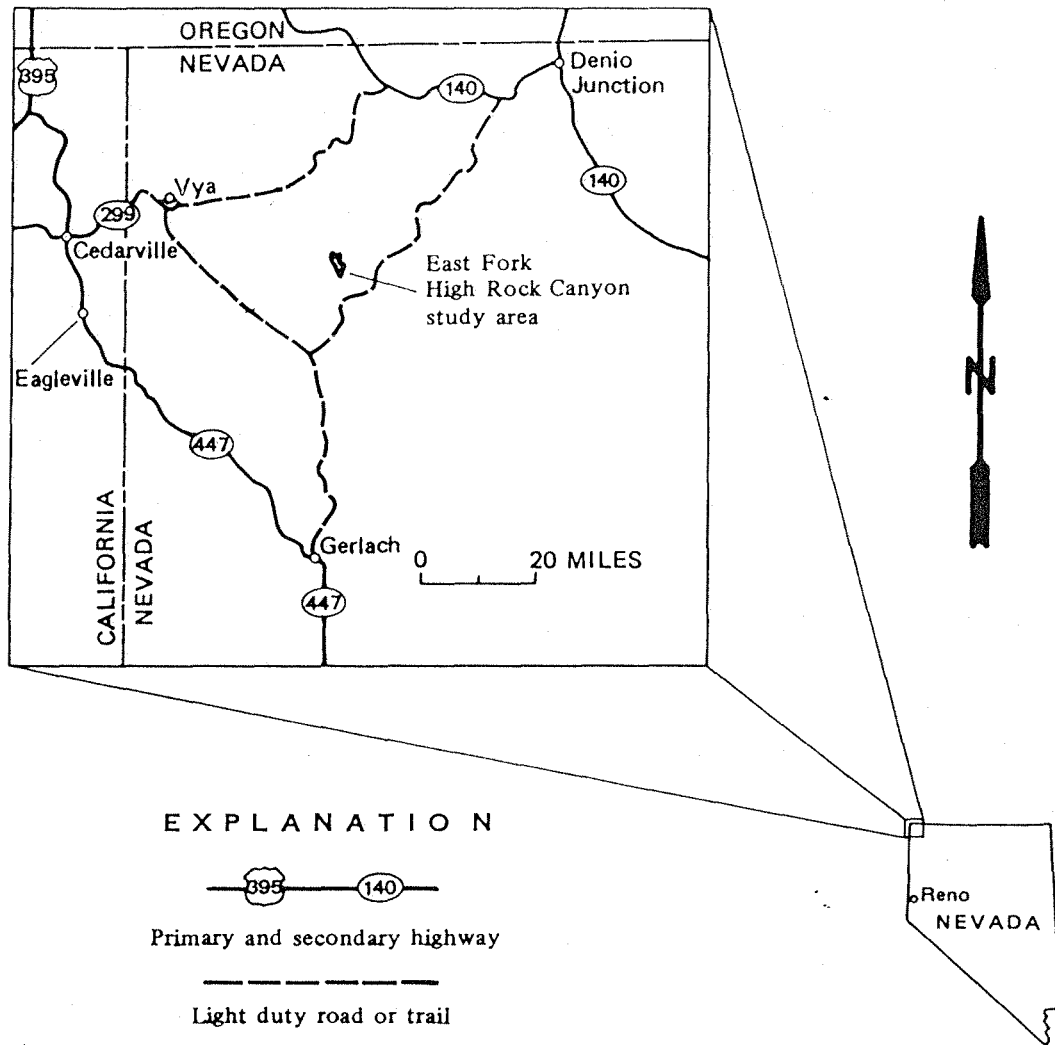 OREGON
NEVADA
395
140
Denio
Junction
140
Vya
299
Cedarville
East Fork
High Rock Canyon
study area
Eagleville
447
CALIFORNIA
NEVADA
Gerlach
0 20 MILES
447
N
EXPLANATION
395 140
Primary and secondary highway
Light duty road or trail
Reno
NEVADA